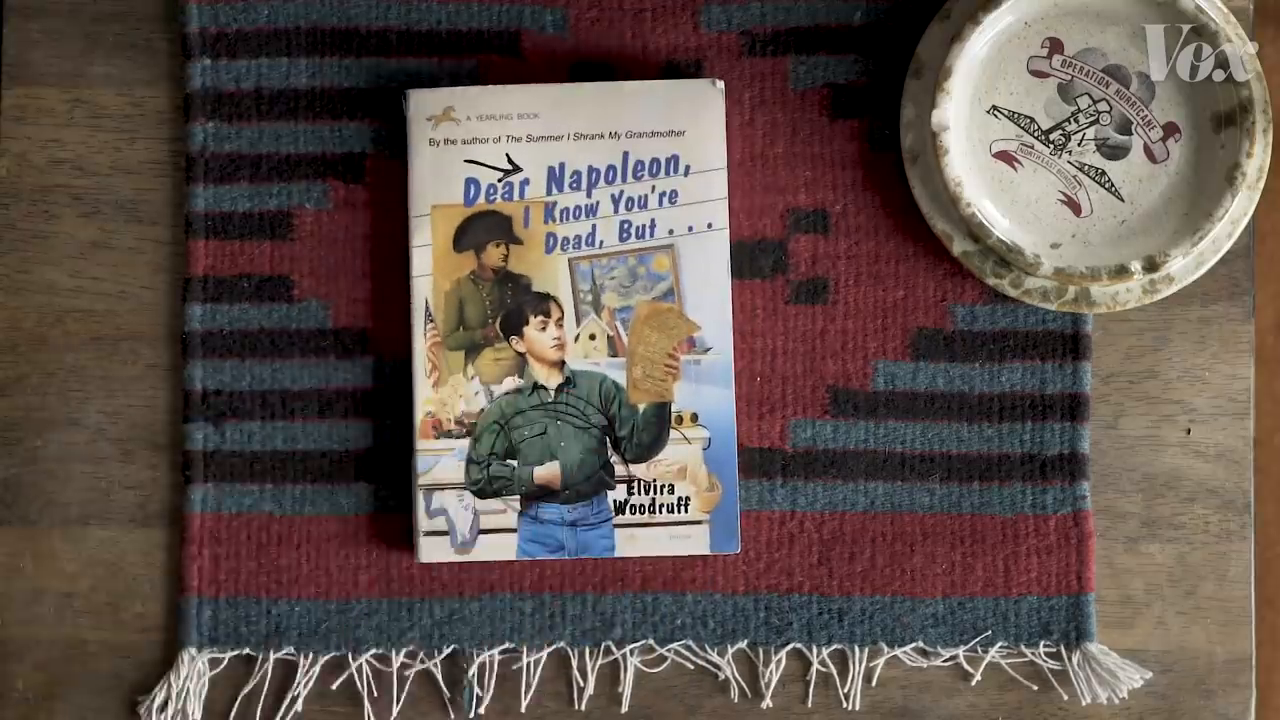 A YEARLING BOOK
By the author of The Summer I Shrank My Grandmother
Dear Napoleon,
I Know You're
Dead, But . . .
Elvira
Woodruff
Vox
OPERATION HURRICANE
NORTH EAST BORDER